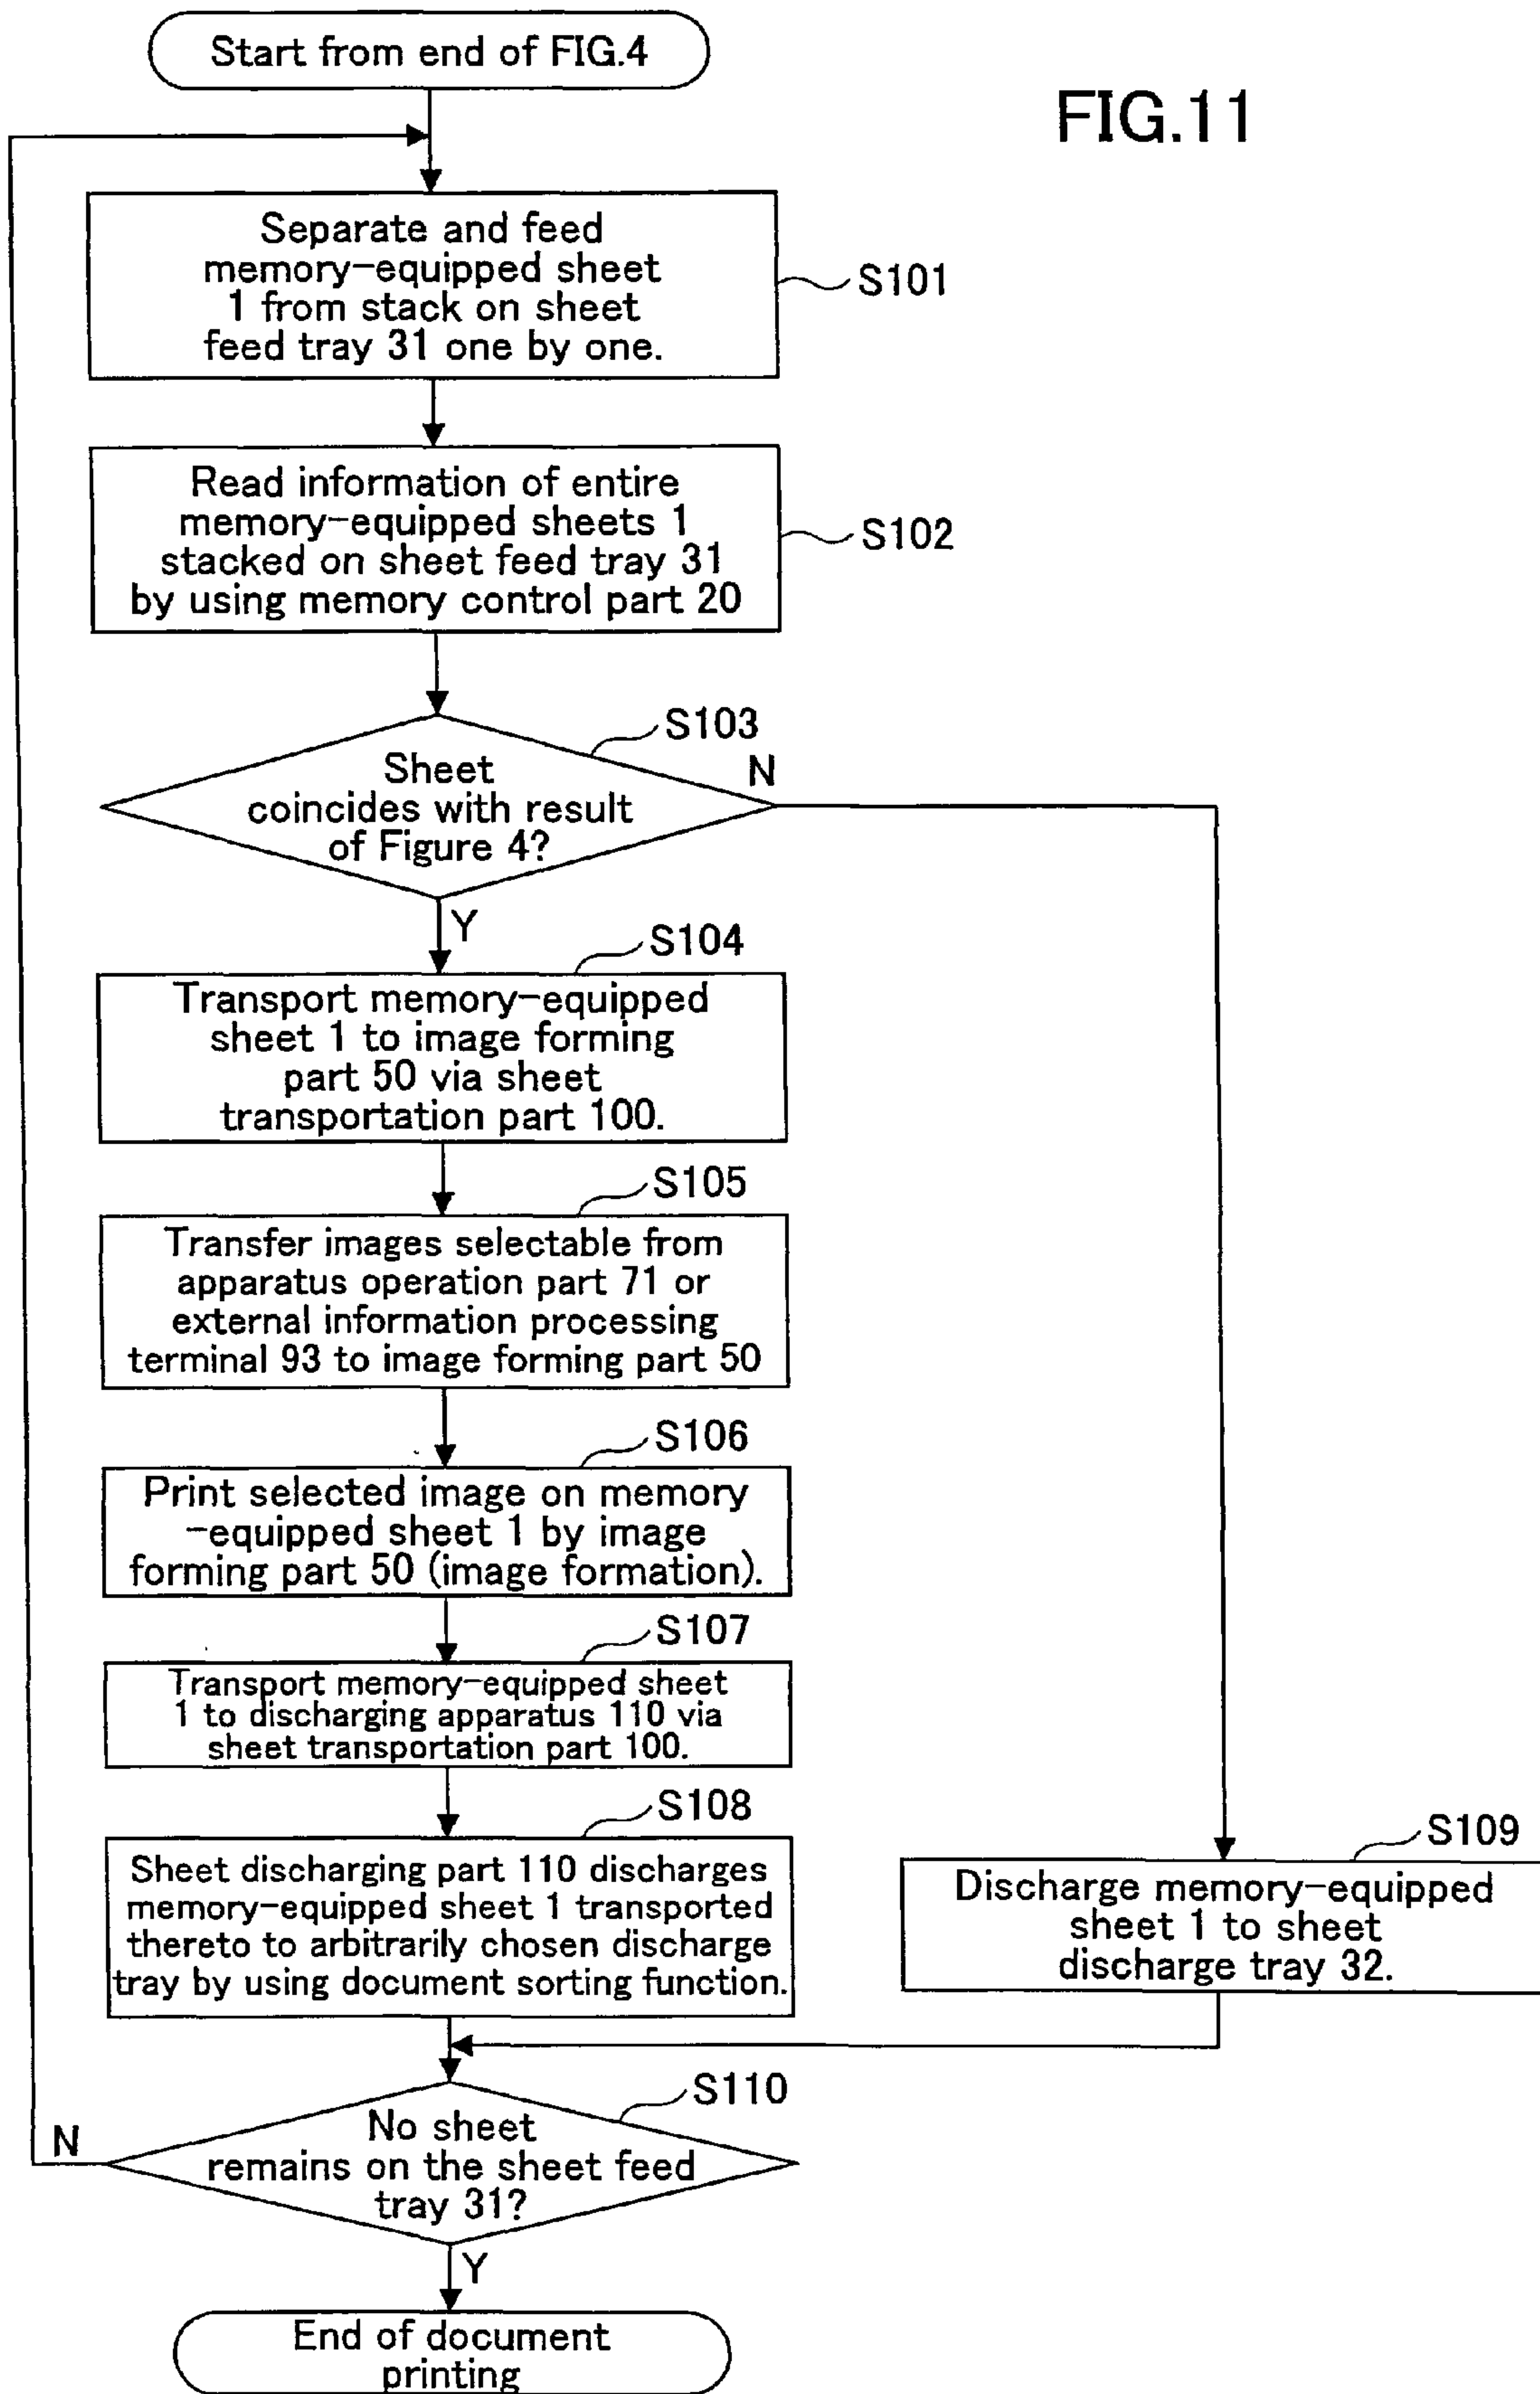 Start from end of FIG.4
FIG.11
Separate and feed
memory-equipped sheet
1 from stack on sheet
feed tray 31 one by one.
S101
Read information of entire
memory-equipped sheets 1
stacked on sheet feed tray 31
by using memory control part 20
S102
S103
Sheet
coincides with result
of Figure 4?
N
Y
S104
Transport memory-equipped
sheet 1 to image forming
part 50 via sheet
transportation part 100.
S105
Transfer images selectable from
apparatus operation part 71 or
external information processing
terminal 93 to image forming part 50
S106
Print selected image on memory
-equipped sheet 1 by image
forming part 50 (image formation).
S107
Transport memory-equipped sheet
1 to discharging apparatus 110 via
sheet transportation part 100.
S108
Sheet discharging part 110 discharges
memory-equipped sheet 1 transported
thereto to arbitrarily chosen discharge
tray by using document sorting function.
S109
Discharge memory-equipped
sheet 1 to sheet
discharge tray 32.
S110
No sheet
remains on the sheet feed
tray 31?
N
Y
End of document
printing